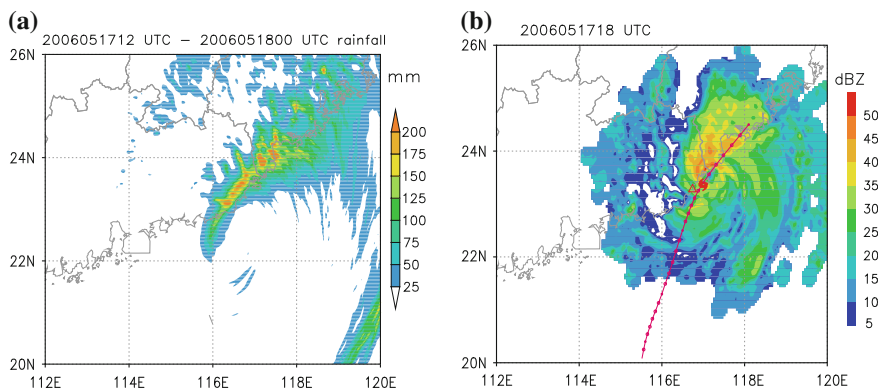 (a)
2006051712 UTC – 2006051800 UTC rainfall
26N
24N
22N
20N
112E 114E 116E 118E 120E
mm
200
175
150
125
100
75
50
25
(b)
2006051718 UTC
26N
24N
22N
20N
112E 114E 116E 118E 120E
dBZ
50
45
40
35
30
25
20
15
10
5